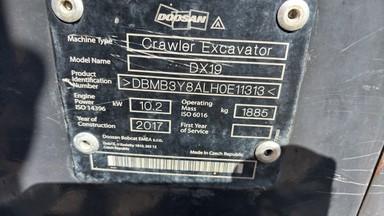 DOOSAN
Machine Type Crawler Excavator
Model Name DX19
Product Identification Number >DBMB3Y8ALH0E11313<
Engine Power ISO 14396 kW 10.2 Operating Mass ISO 6016 kg 1885
Year of Construction 2017 First Year of Service
Doosan Bobcat EMEA s.r.o.
Czech Republic
Made in Czech Republic